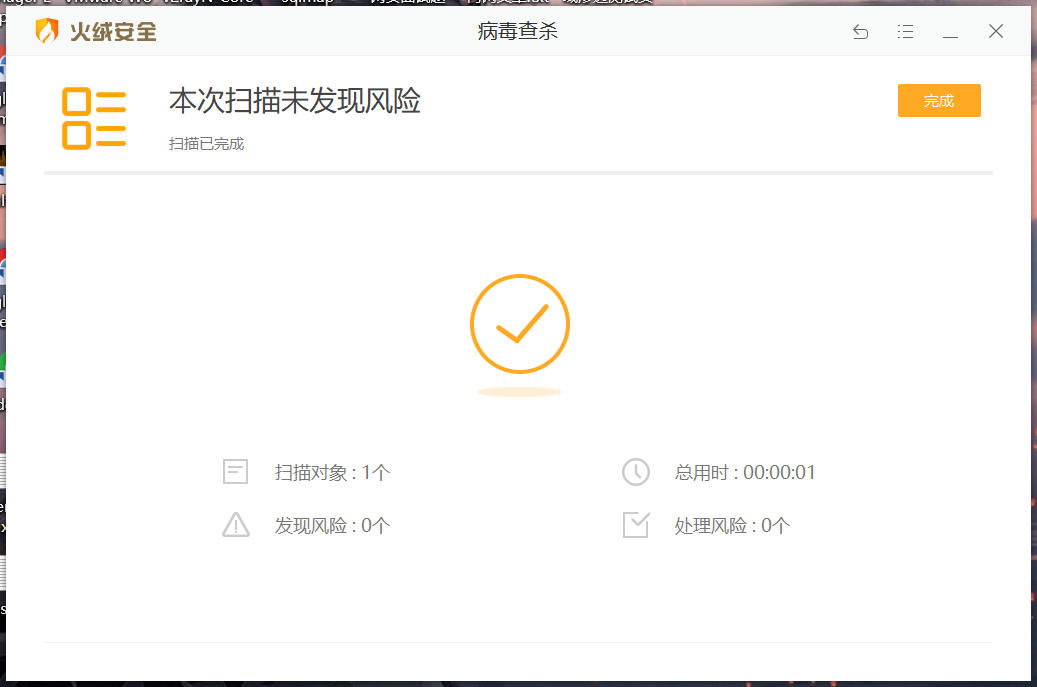 火绒安全
病毒查杀
本次扫描未发现风险
完成
扫描已完成
扫描对象 : 1个
总用时 : 00:00:01
发现风险 : 0个
处理风险 : 0个